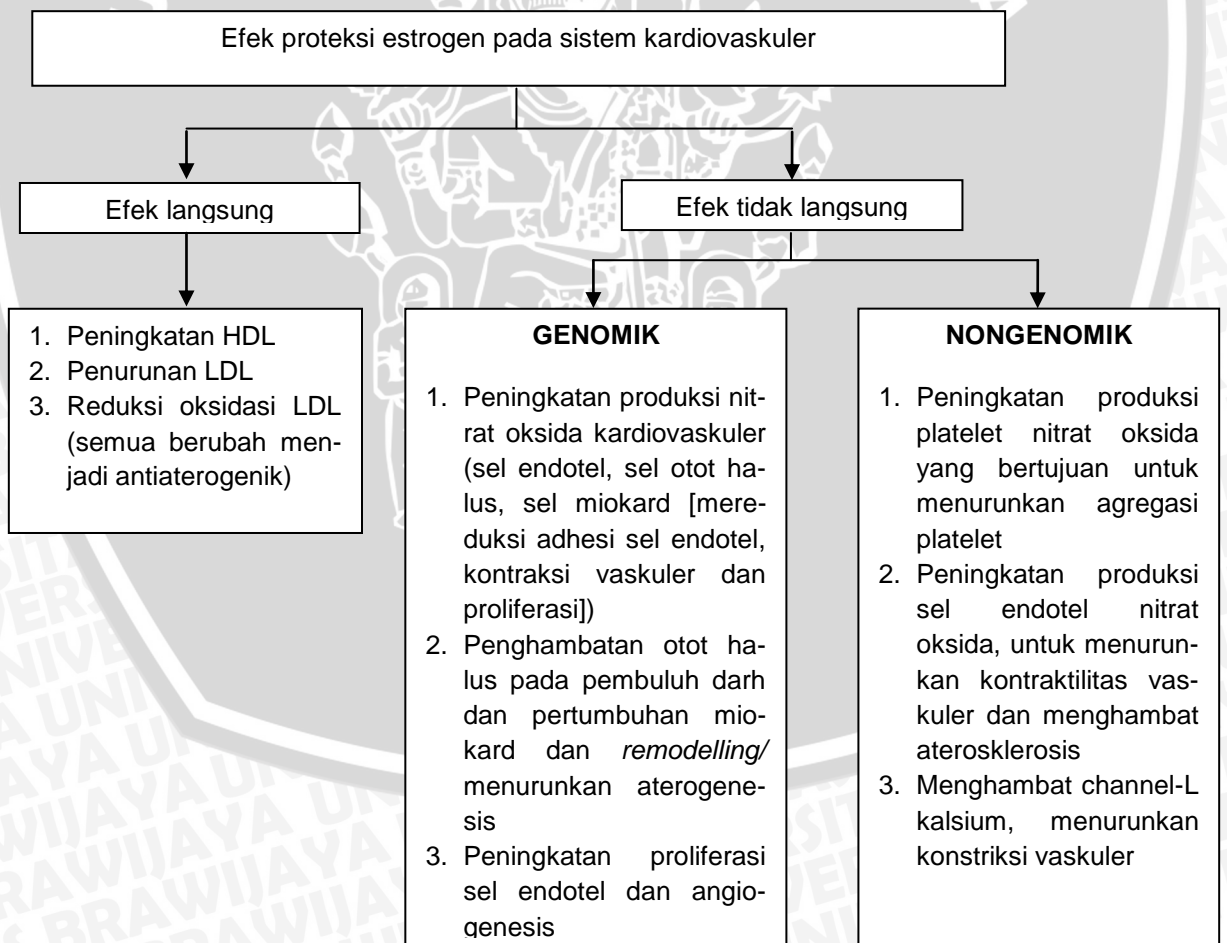 Efek proteksi estrogen pada sistem kardiovaskuler
Efek langsung
Efek tidak langsung
1. Peningkatan HDL
2. Penurunan LDL
3. Reduksi oksidasi LDL
(semua berubah men-
jadi antiaterogenik)
GENOMIK
1. Peningkatan produksi nit-
rat oksida kardiovaskuler
(sel endotel, sel otot ha-
lus, sel miokard [mere-
duksi adhesi sel endotel,
kontraksi vaskuler dan
proliferasi])
2. Penghambatan otot ha-
lus pada pembuluh darh
dan pertumbuhan mio-
kard dan remodelling/
menurunkan aterogene-
sis
3. Peningkatan proliferasi
sel endotel dan angio-
genesis
NONGENOMIK
1. Peningkatan produksi
platelet nitrat oksida
yang bertujuan untuk
menurunkan agregasi
platelet
2. Peningkatan produksi
sel endotel nitrat
oksida, untuk menurun-
kan kontraktilitas vas-
kuler dan menghambat
aterosklerosis
3. Menghambat channel-L
kalsium, menurunkan
konstriksi vaskuler